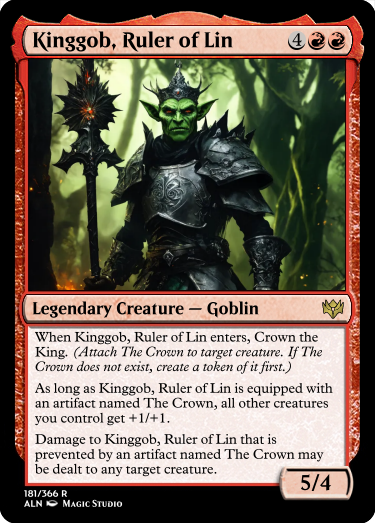 Kinggob, Ruler of Lin 4
Legendary Creature — Goblin
When Kinggob, Ruler of Lin enters, Crown the
King. (Attach The Crown to target creature. If The
Crown does not exist, create a token of it first.)
As long as Kinggob, Ruler of Lin is equipped with
an artifact named The Crown, all other creatures
you control get +1/+1.
Damage to Kinggob, Ruler of Lin that is
prevented by an artifact named The Crown may
be dealt to any target creature.
5/4
181/366 R
ALN Magic Studio